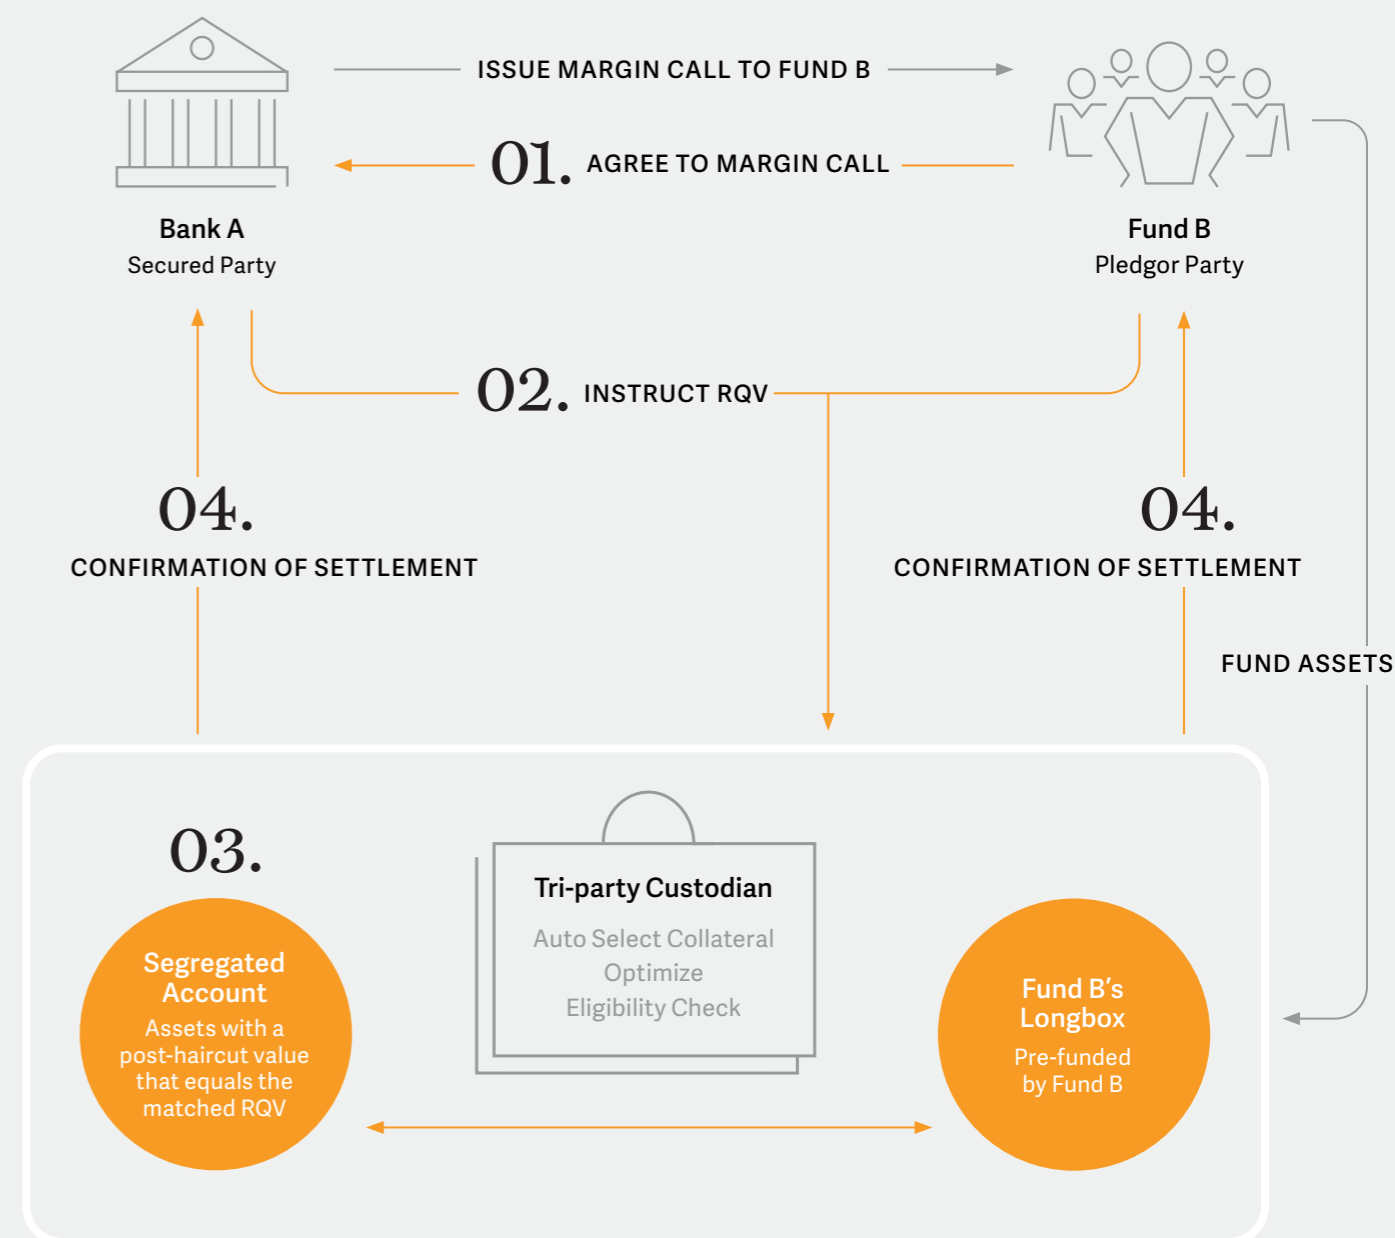 ISSUE MARGIN CALL TO FUND B
01. AGREE TO MARGIN CALL
Bank A
Secured Party
Fund B
Pledgor Party
02. INSTRUCT RQV
04.
CONFIRMATION OF SETTLEMENT
04.
CONFIRMATION OF SETTLEMENT
FUND ASSETS
03.
Segregated
Account
Assets with a
post-haircut value
that equals the
matched RQV
Tri-party Custodian
Auto Select Collateral
Optimize
Eligibility Check
Fund B’s
Longbox
Pre-funded
by Fund B